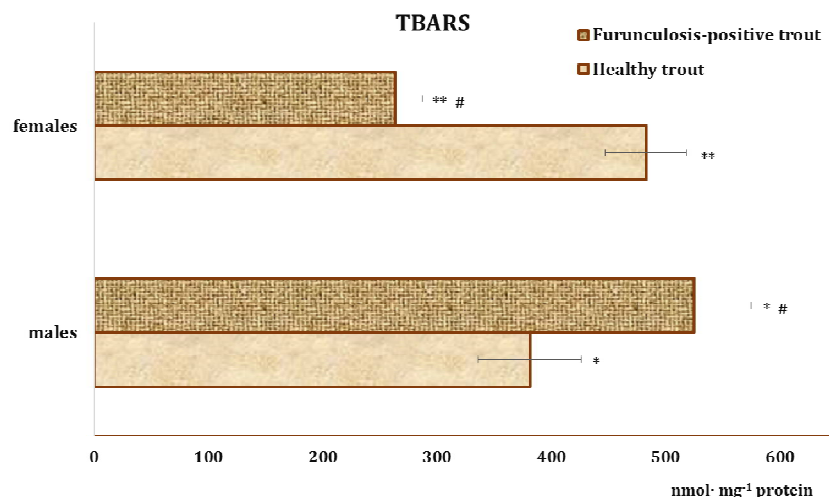 TBARS
Furunculosis-positive trout
Healthy trout
females
** #
**
males
* #
*
0 100 200 300 400 500 600
nmol· mg⁻¹ protein